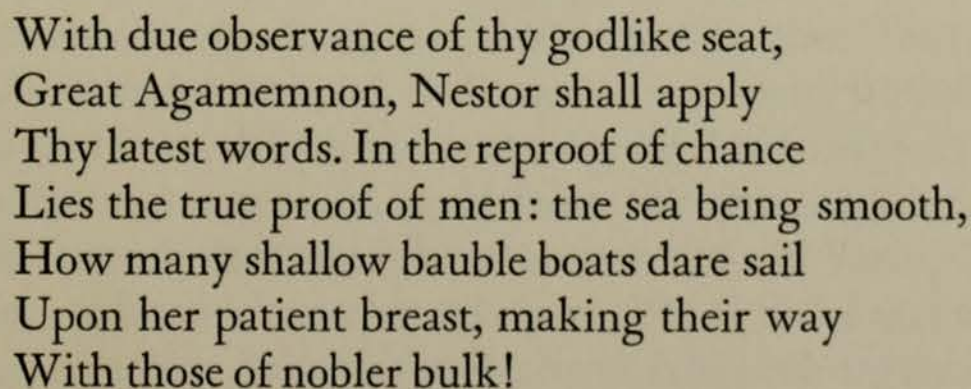 With due observance of thy godlike seat,
Great Agamemnon, Nestor shall apply
Thy latest words. In the reproof of chance
Lies the true proof of men: the sea being smooth,
How many shallow bauble boats dare sail
Upon her patient breast, making their way
With those of nobler bulk!